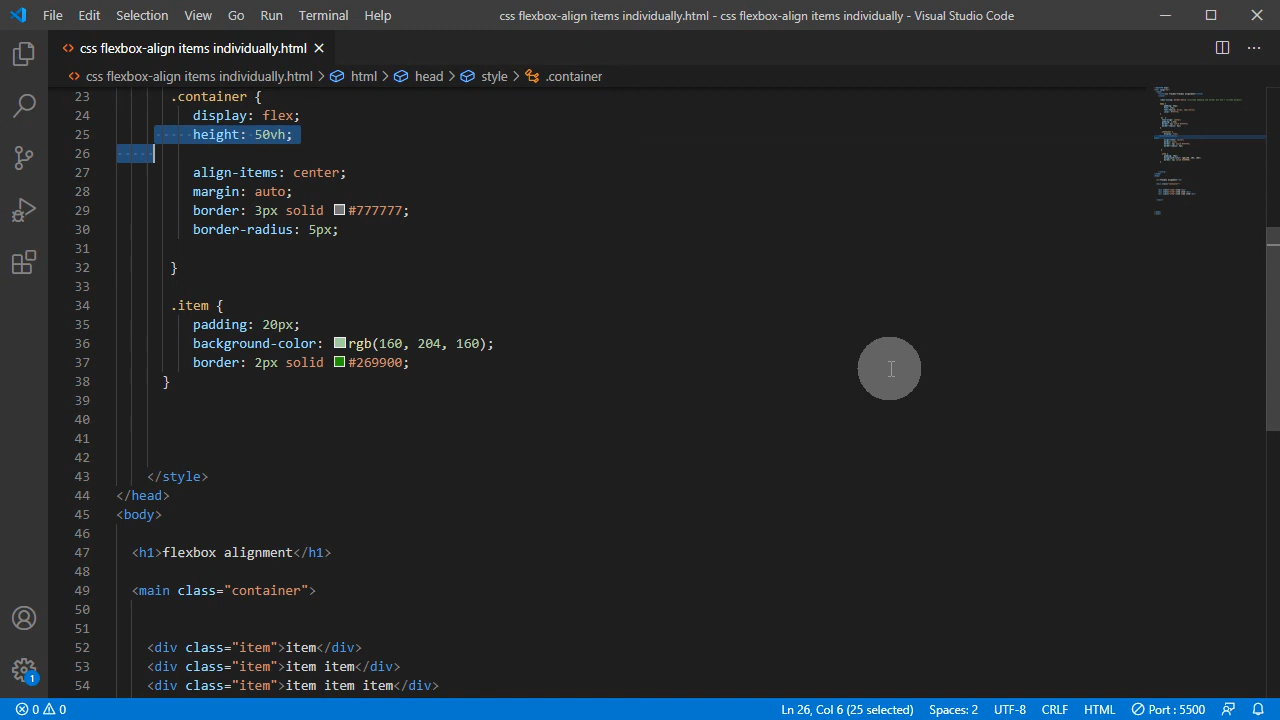 File Edit Selection View Go Run Terminal Help
css flexbox-align items individually.html - css flexbox-align items individually - Visual Studio Code
css flexbox-align items individually.html
css flexbox-align items individually.html > html > head > style > .container
23 .container {
24 display: flex;
25 height: 50vh;
26
27 align-items: center;
28 margin: auto;
29 border: 3px solid #777777;
30 border-radius: 5px;
31
32 }
33
34 .item {
35 padding: 20px;
36 background-color: rgb(160, 204, 160);
37 border: 2px solid #269900;
38 }
39
40
41
42
43 </style>
44 </head>
45 <body>
46
47 <h1>flexbox alignment</h1>
48
49 <main class="container">
50
51
52 <div class="item">item</div>
53 <div class="item">item item</div>
54 <div class="item">item item item</div>
1
0 0
Ln 26, Col 6 (25 selected) Spaces: 2 UTF-8 CRLF HTML Port : 5500